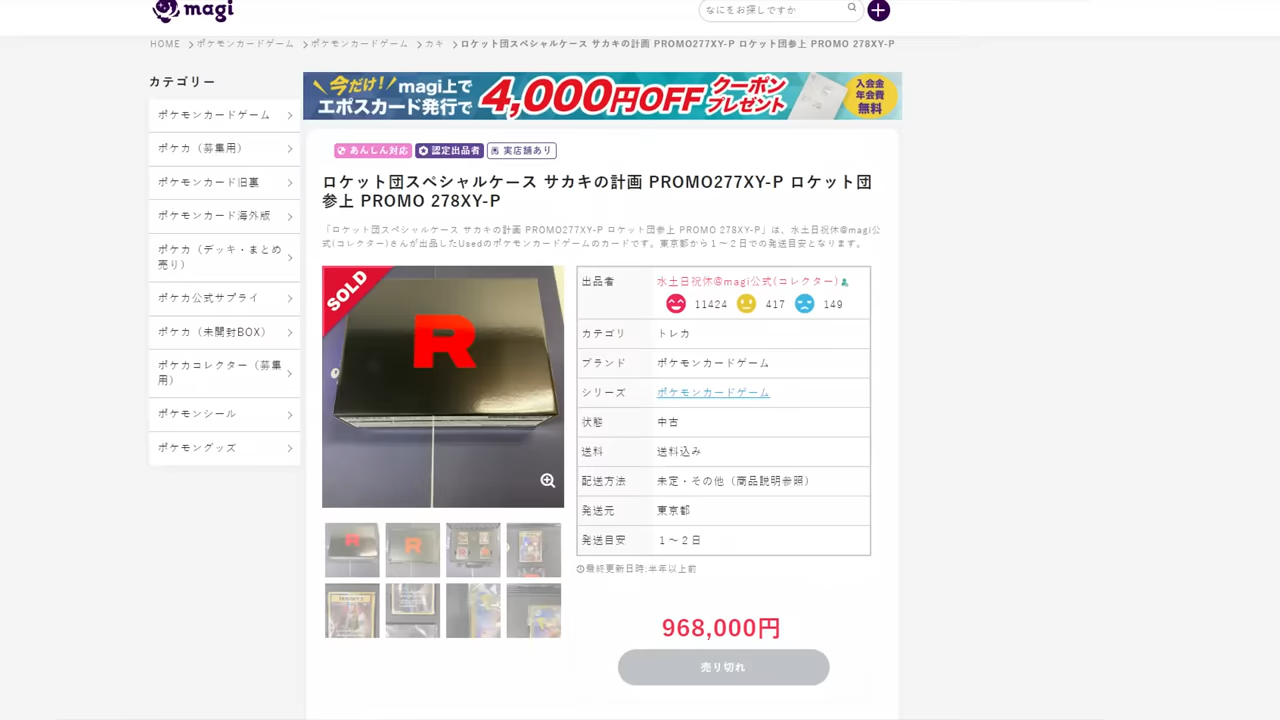 magi
なにをお探しですか
HOME ポケモンカードゲーム ポケモンカードゲーム カキ ロケット団スペシャルケース サカキの計画 PROMO277XY-P ロケット団参上 PROMO 278XY-P
カテゴリー
ポケモンカードゲーム
ポケカ（募集用）
ポケモンカード旧裏
ポケモンカード海外版
ポケカ（デッキ・まとめ
売り）
ポケカ公式サプライ
ポケカ（未開封BOX）
ポケカコレクター（募集
用）
ポケモンシール
ポケモングッズ
今だけ！ magi上で
エポスカード発行で
4,000円OFF
クーポン
プレゼント
入会金
年会費
無料
あんしん対応 認定出品者 実店舗あり
ロケット団スペシャルケース サカキの計画 PROMO277XY-P ロケット団
参上 PROMO 278XY-P
「ロケット団スペシャルケース サカキの計画 PROMO277XY-P ロケット団参上 PROMO 278XY-P」は、水土日祝休@magi公
式(コレクター)さんが出品したUsedのポケモンカードゲームのカードです。東京都から１〜２日での発送目安となります。
SOLD
R
出品者 水土日祝休@magi公式(コレクター)
11424 417 149
カテゴリ トレカ
ブランド ポケモンカードゲーム
シリーズ ポケモンカードゲーム
状態 中古
送料 送料込み
配送方法 未定・その他（商品説明参照）
発送元 東京都
発送目安 １〜２日
最終更新日時:半年以上前
968,000円
売り切れ